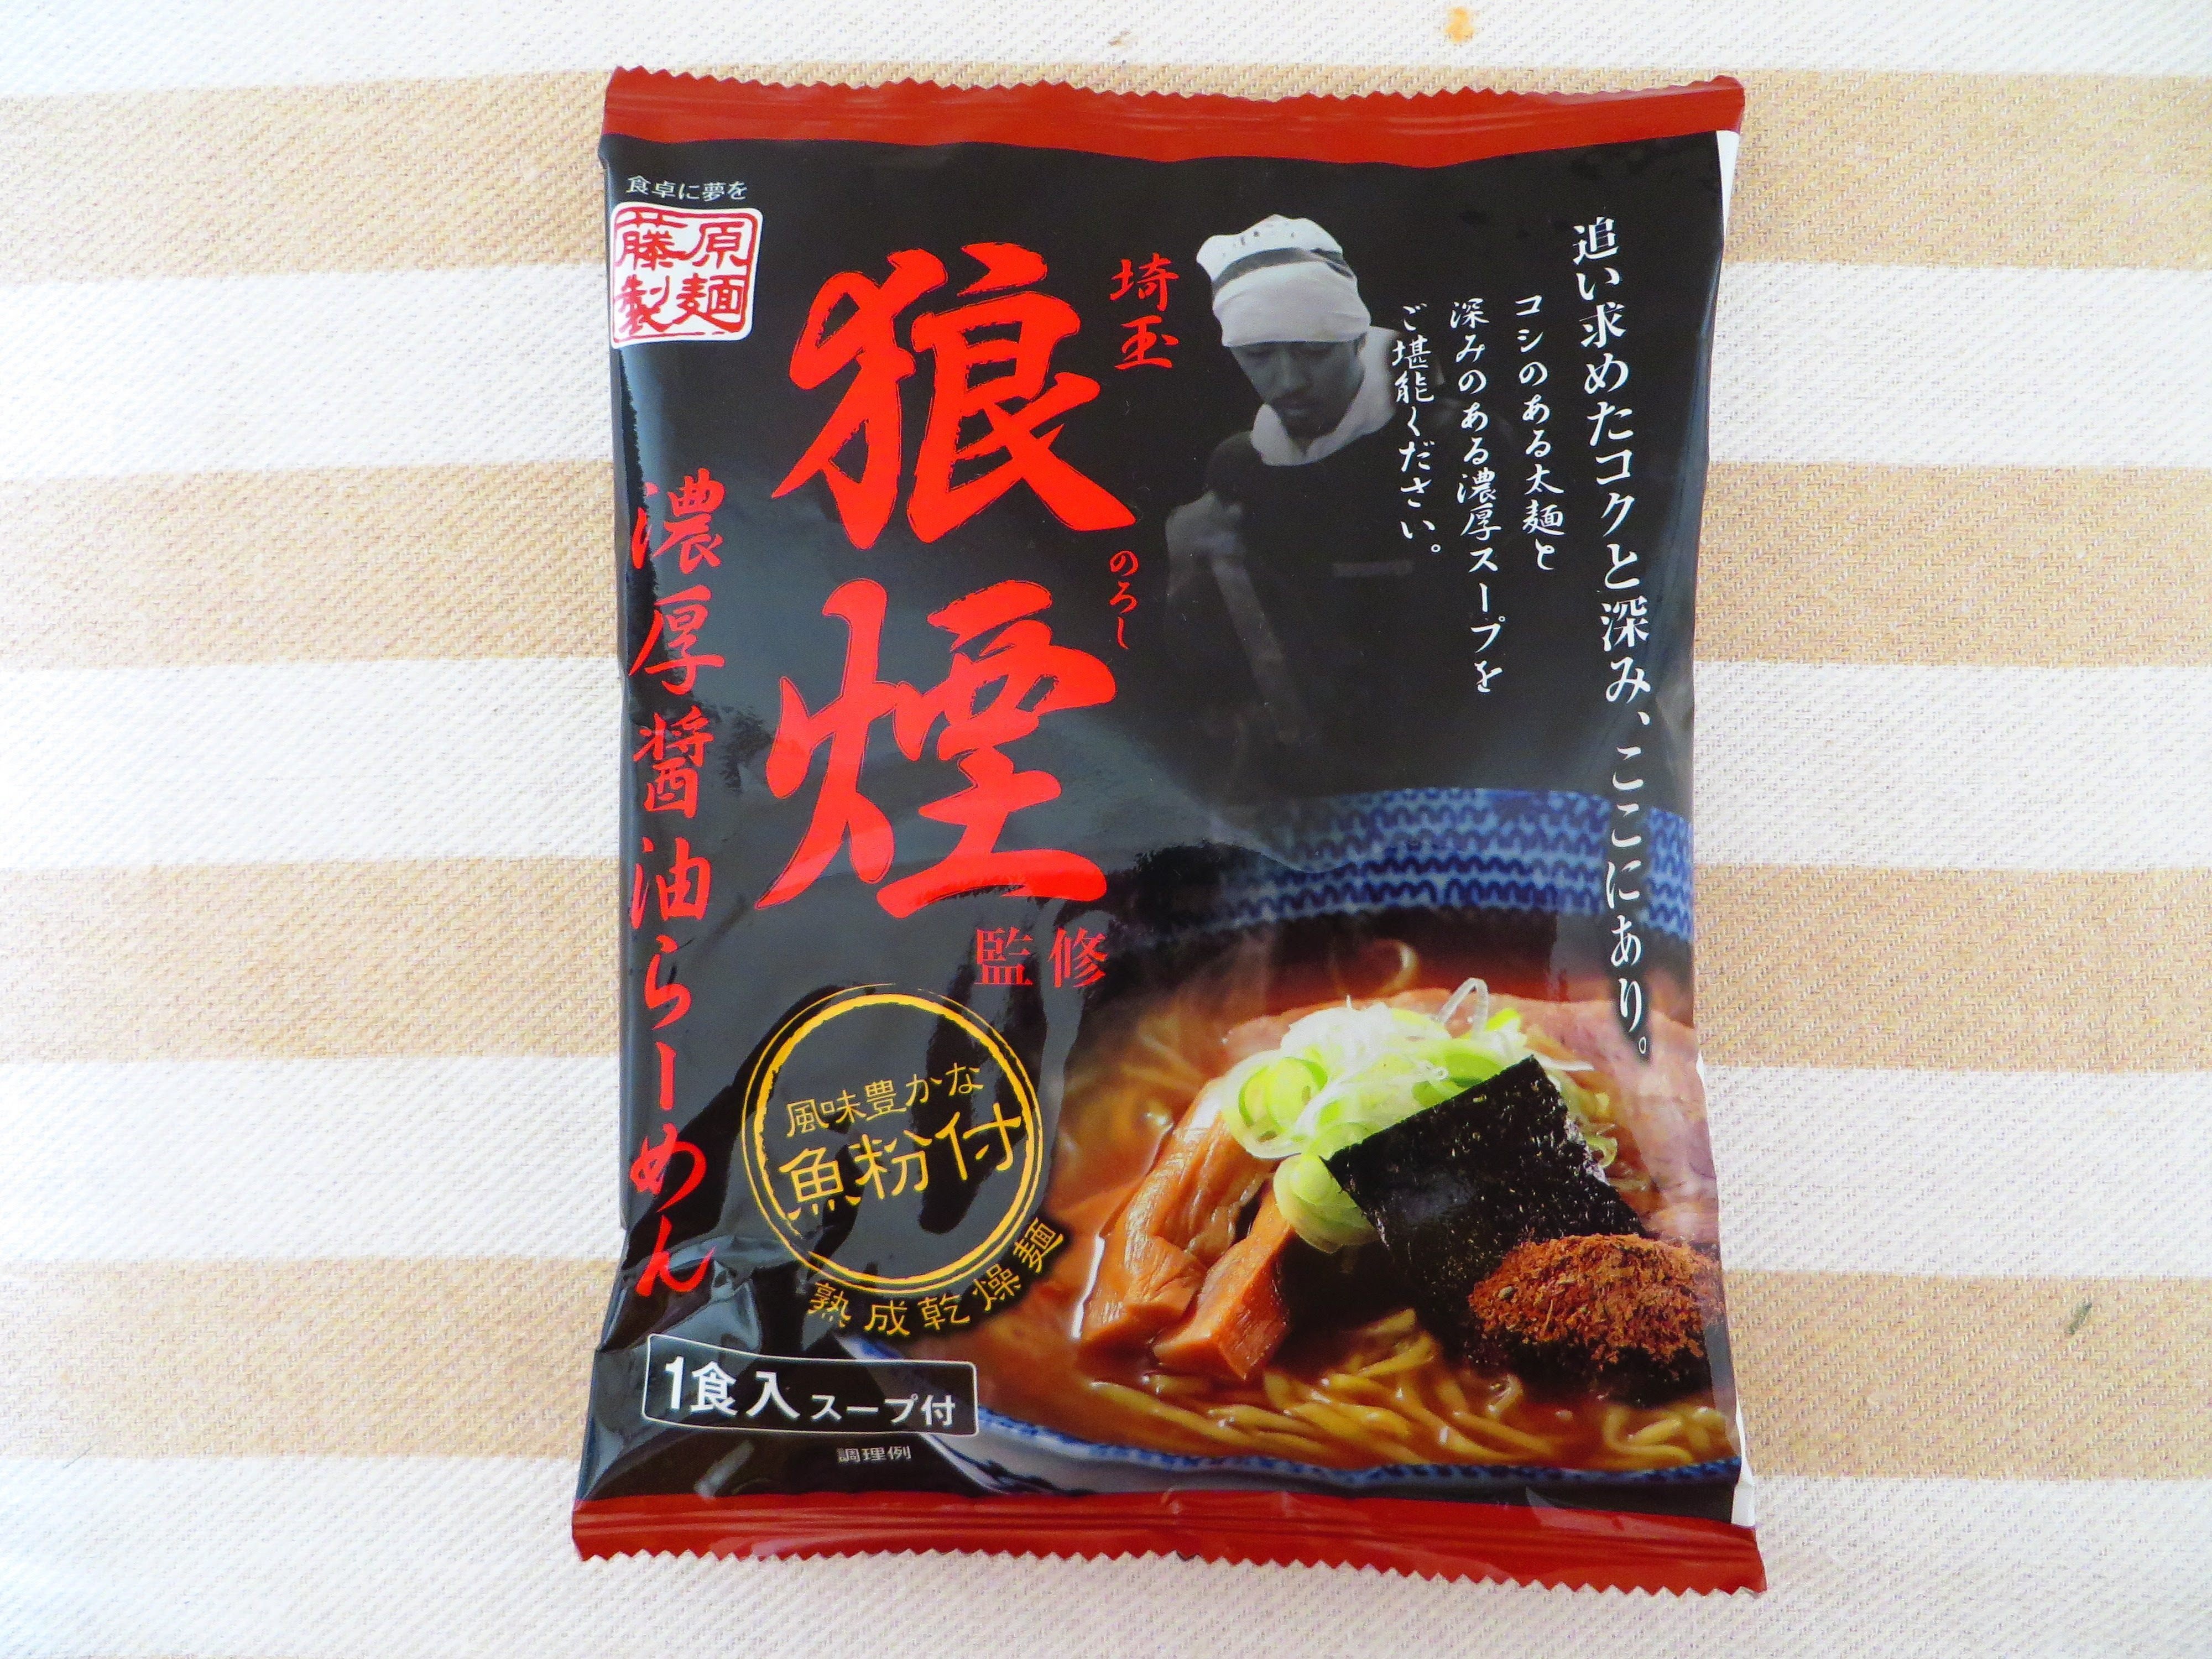 食卓に夢を
藤原
製麺
追い求めたコクと深み、ここにあり。
コシのある太麺と
深みのある濃厚スープを
ご堪能ください。
埼玉
狼煙
のろし
監修
濃厚醤油らーめん
風味豊かな
魚粉付
熟成乾燥麺
1食入 スープ付
調理例